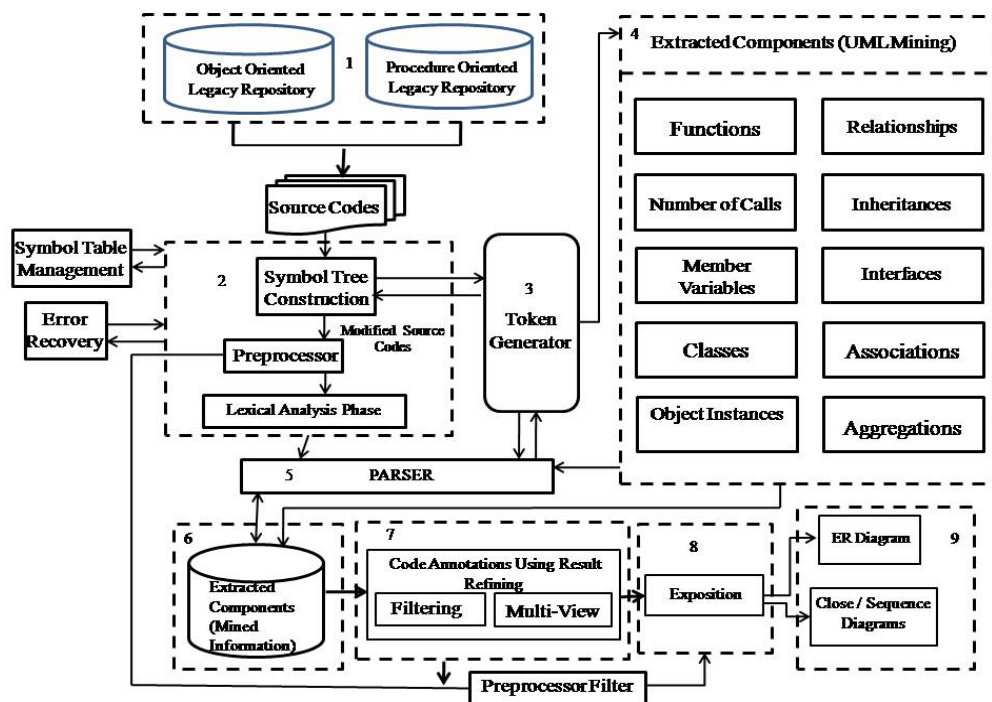 Object Oriented
Legacy Repository
1
Procedure Oriented
Legacy Repository
4
Extracted Components (UML Mining)
Functions
Relationships
Number of Calls
Inheritances
Member
Variables
Interfaces
Classes
Associations
Object Instances
Aggregations
Source Codes
Symbol Table
Management
Error
Recovery
2
Symbol Tree
Construction
Modified Source
Codes
Preprocessor
Lexical Analysis Phase
3
Token
Generator
5
PARSER
6
Extracted
Components
(Mined
Information)
7
Code Annotations Using Result
Refining
Filtering
Multi-View
8
Exposition
9
ER Diagram
Close / Sequence
Diagrams
Preprocessor Filter